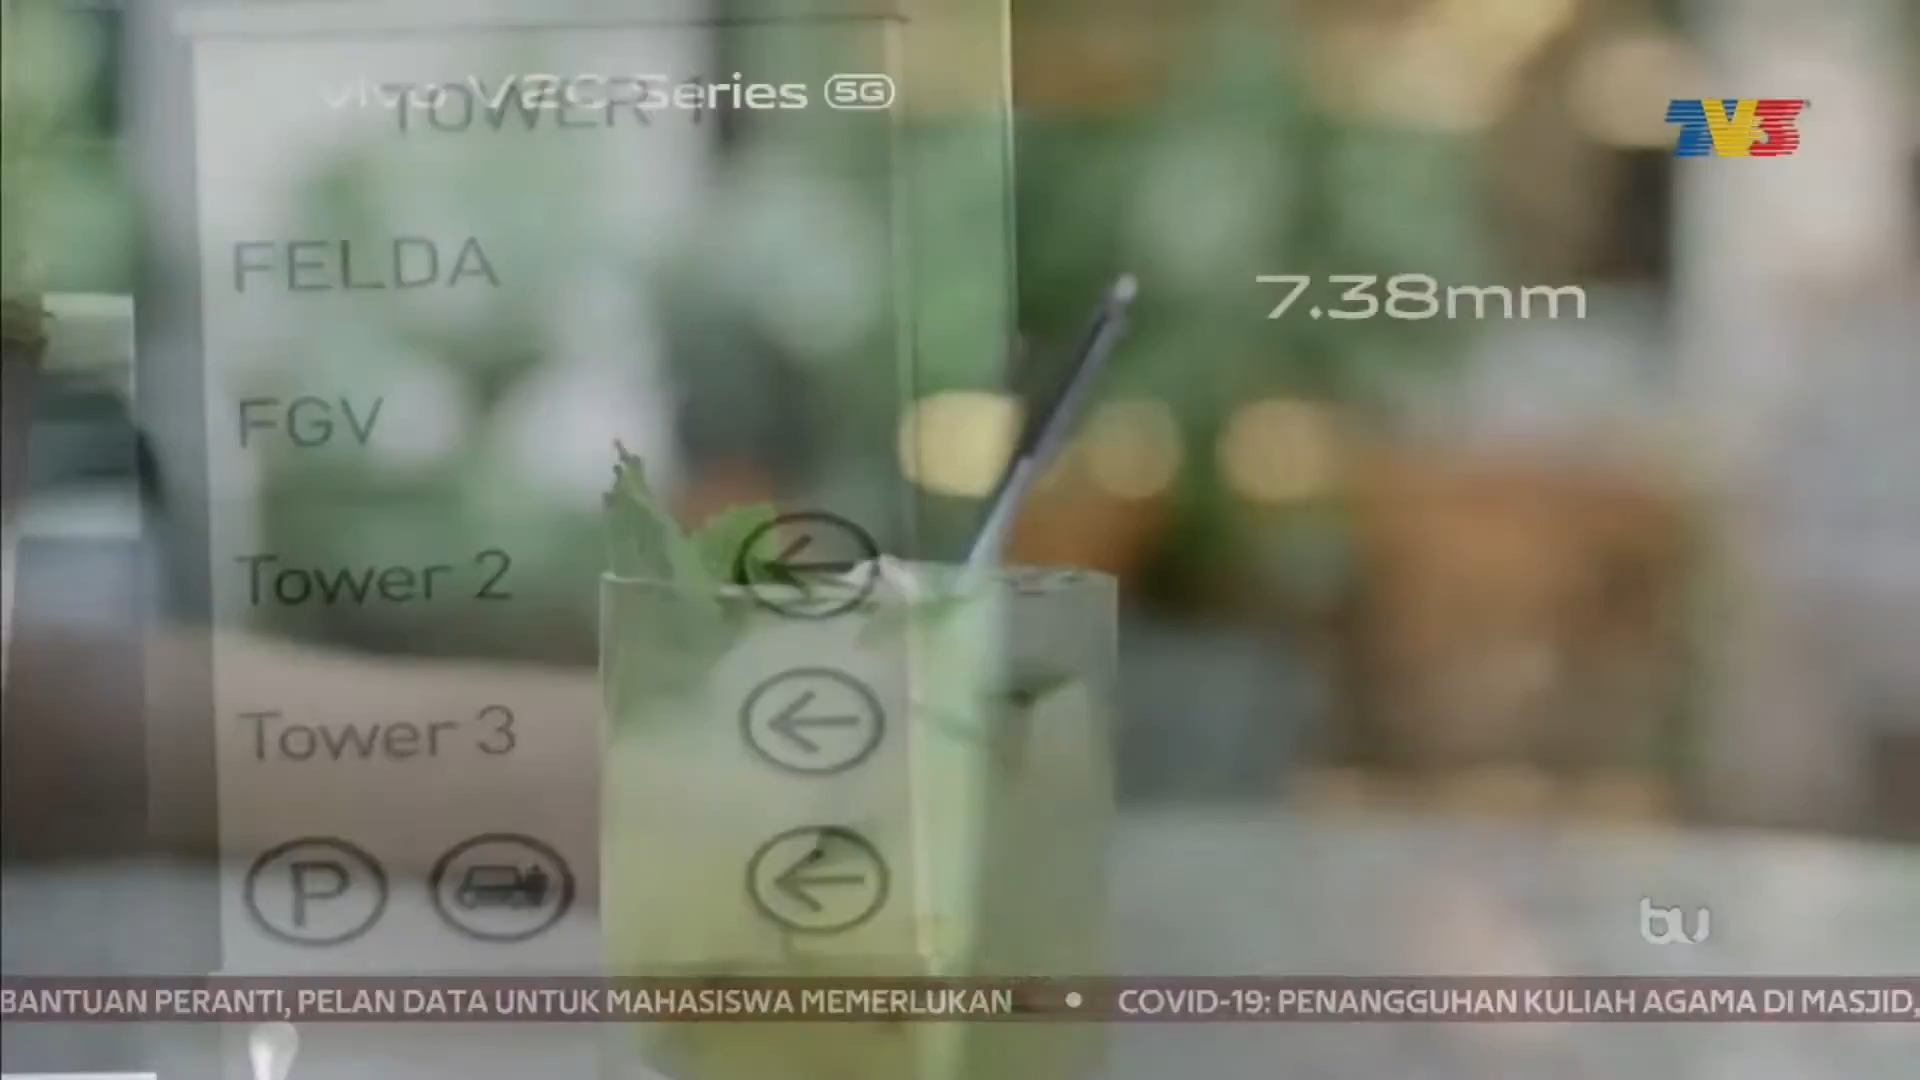 vivo V20 Series 5G
TOWER 1
TV3
FELDA
7.38mm
FGV
Tower 2
Tower 3
P
bu
BANTUAN PERANTI, PELAN DATA UNTUK MAHASISWA MEMERLUKAN • COVID-19: PENANGGUHAN KULIAH AGAMA DI MASJID,